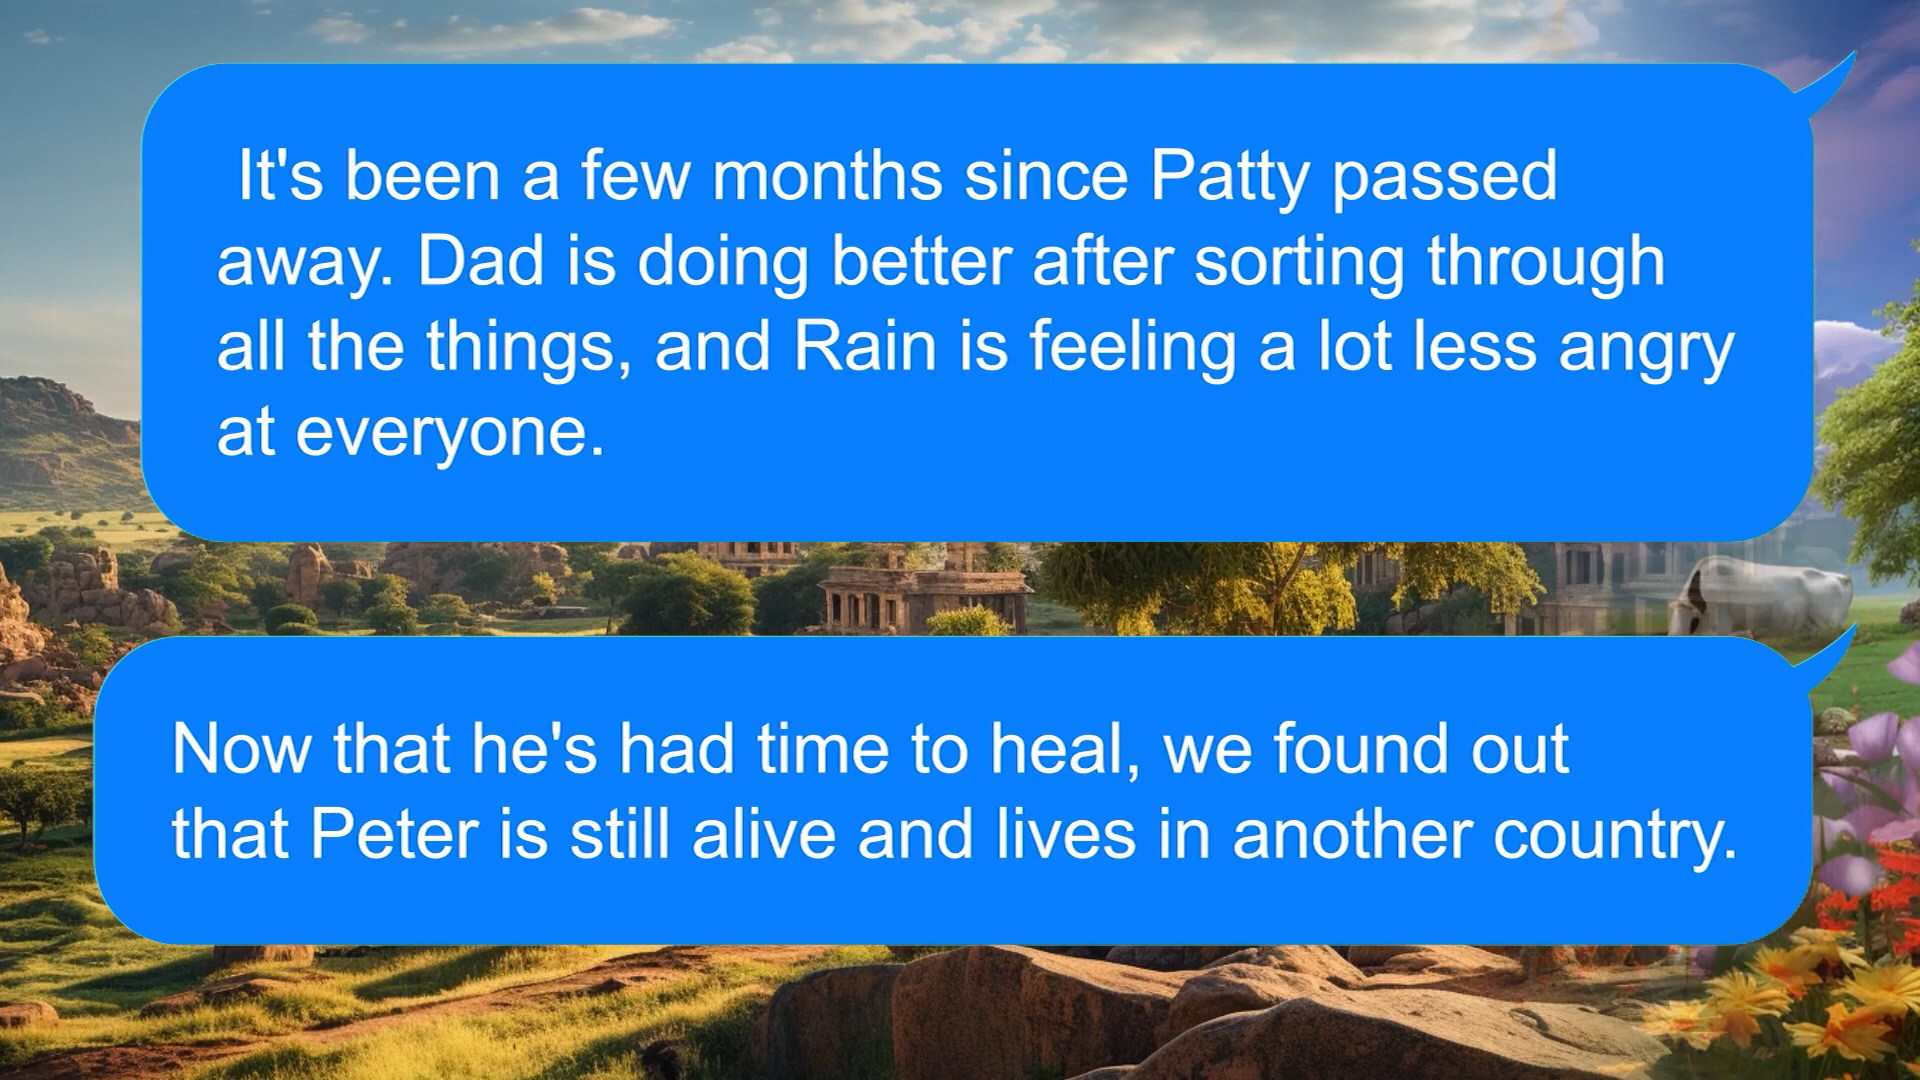 It's been a few months since Patty passed
away. Dad is doing better after sorting through
all the things, and Rain is feeling a lot less angry
at everyone.
Now that he's had time to heal, we found out
that Peter is still alive and lives in another country.